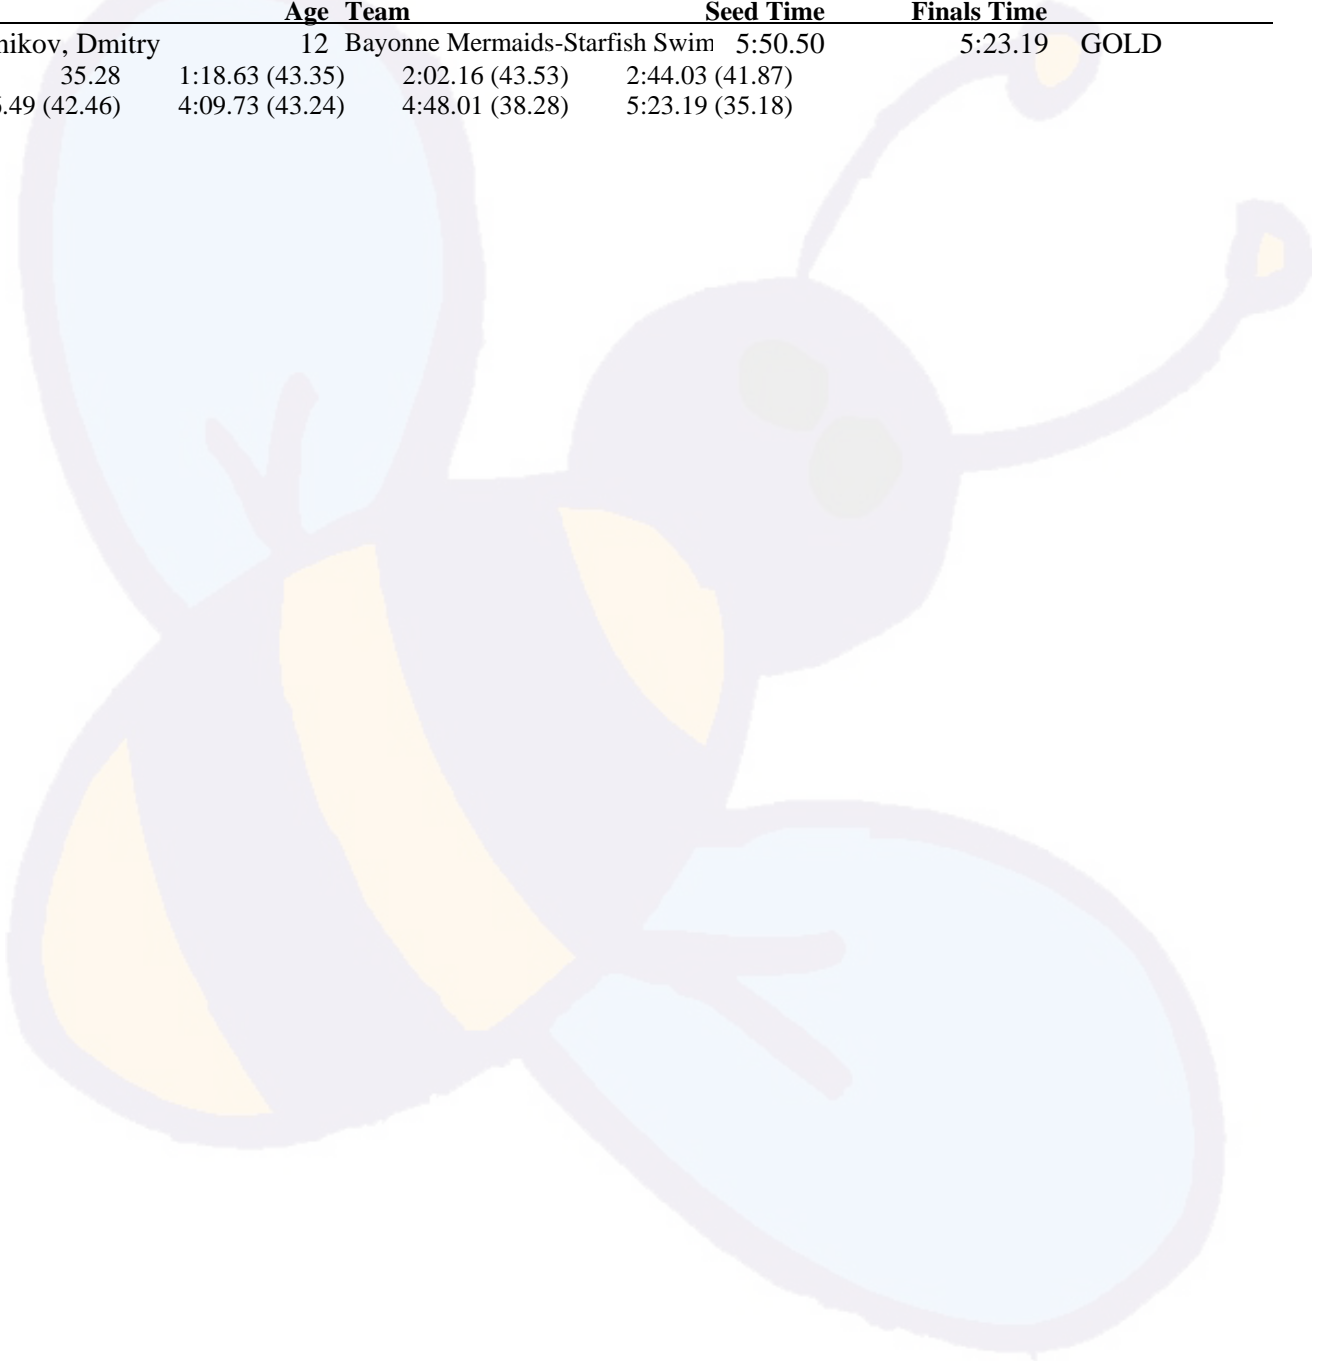 Age Team Seed Time Finals Time
nikov, Dmitry 12 Bayonne Mermaids-Starfish Swim 5:50.50 5:23.19 GOLD
35.28 1:18.63 (43.35) 2:02.16 (43.53) 2:44.03 (41.87)
.49 (42.46) 4:09.73 (43.24) 4:48.01 (38.28) 5:23.19 (35.18)